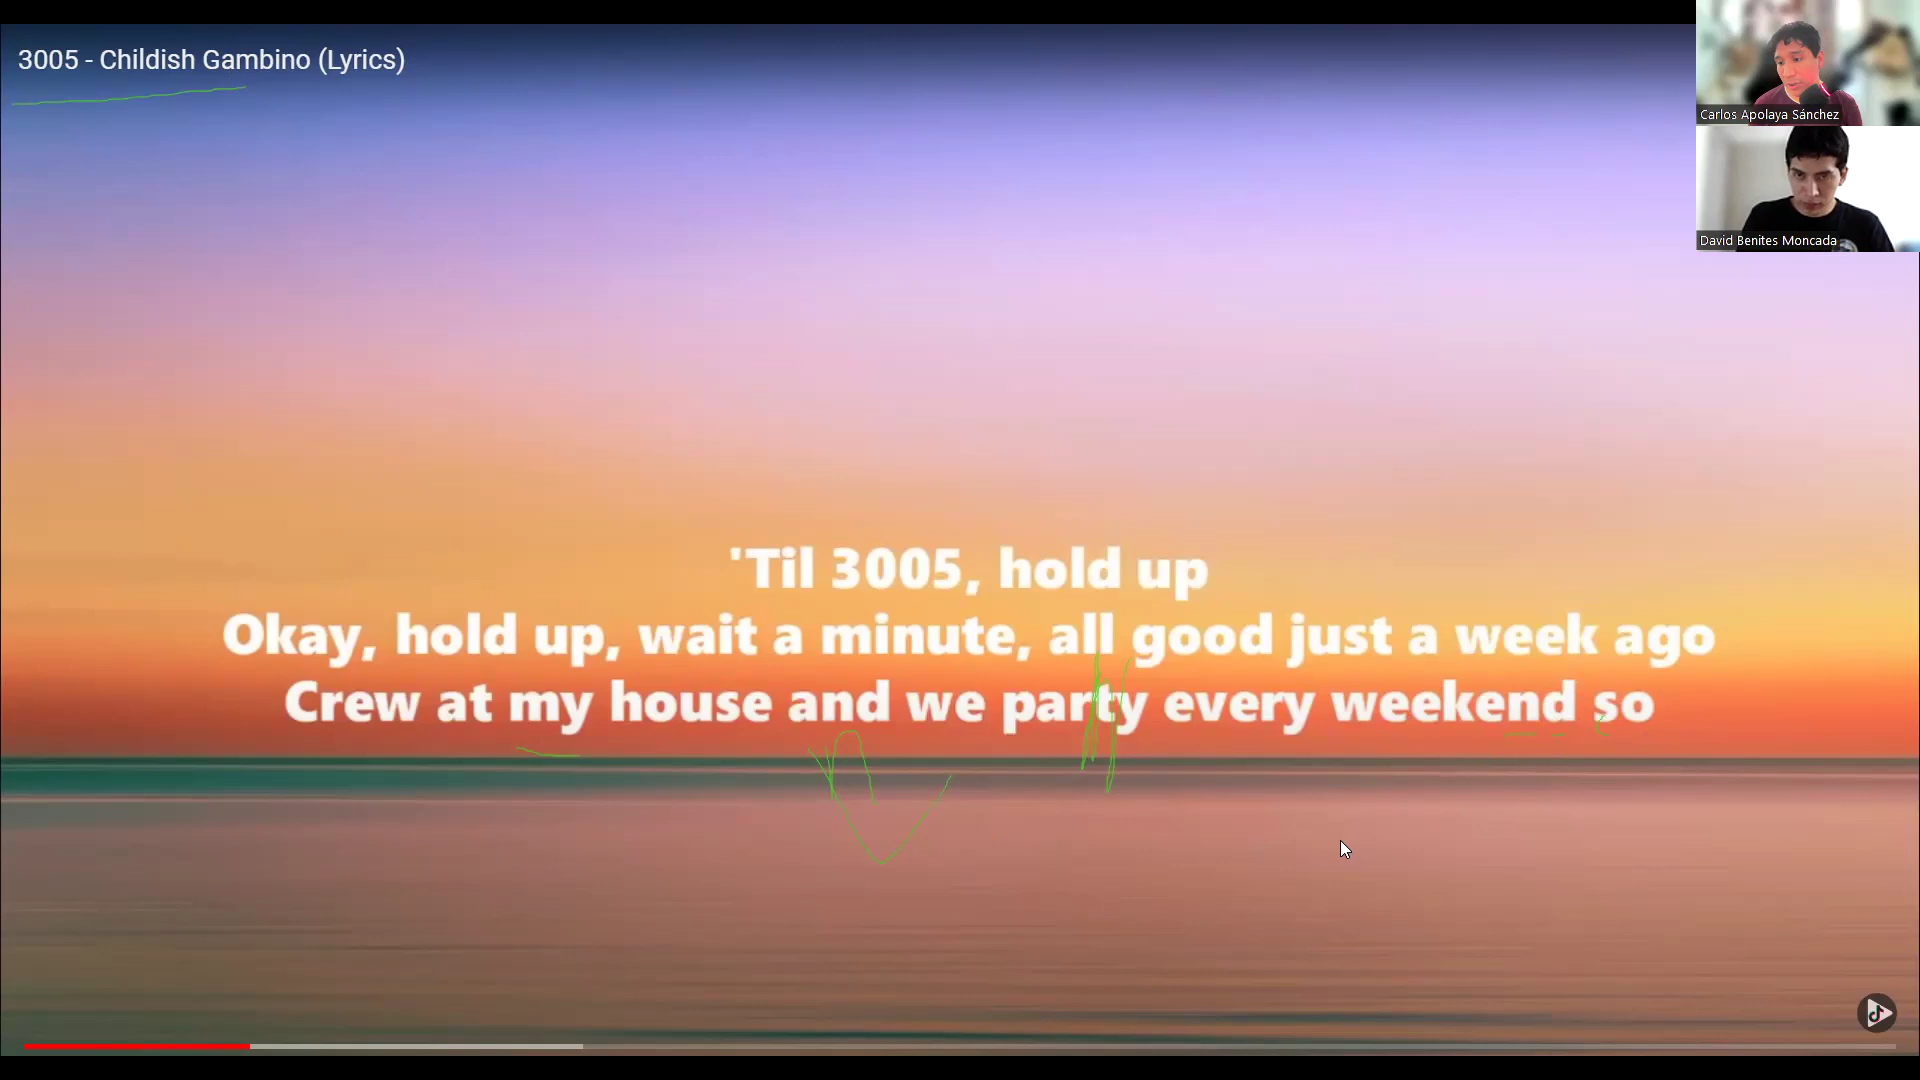 3005 - Childish Gambino (Lyrics)
Carlos Apolaya Sánchez
David Benites Moncada
'Til 3005, hold up
Okay, hold up, wait a minute, all good just a week ago
Crew at my house and we party every weekend so